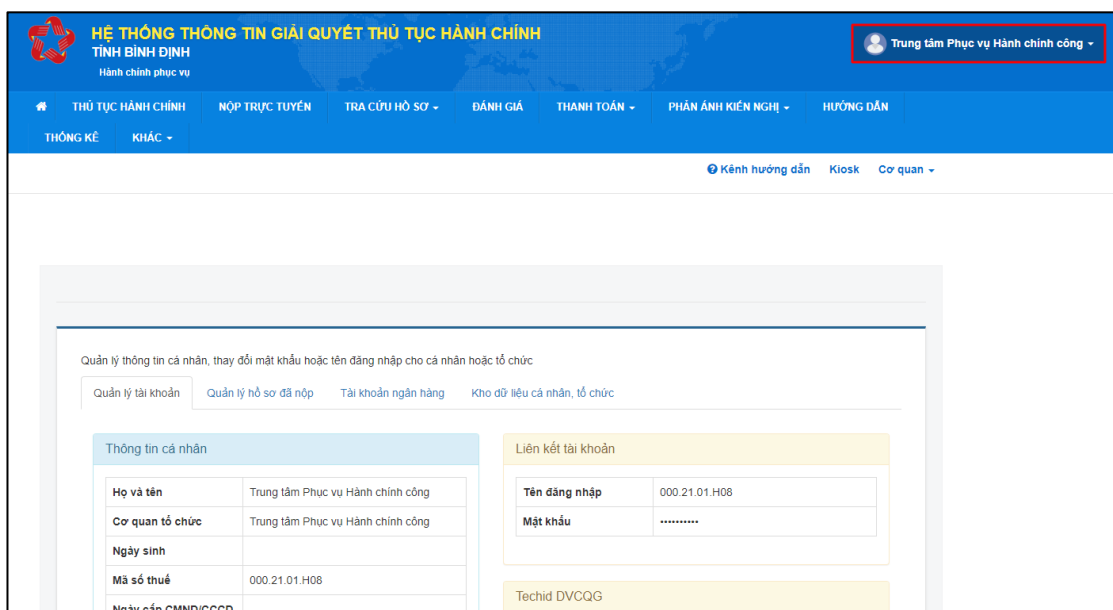 HỆ THỐNG THÔNG TIN GIẢI QUYẾT THỦ TỤC HÀNH CHÍNH
TỈNH BÌNH ĐỊNH
Hành chính phục vụ
Trung tâm Phục vụ Hành chính công
THỦ TỤC HÀNH CHÍNH NỘP TRỰC TUYẾN TRA CỨU HỒ SƠ ĐÁNH GIÁ THANH TOÁN PHẢN ÁNH KIẾN NGHỊ HƯỚNG DẪN
THỐNG KÊ KHÁC
Kênh hướng dẫn Kiosk Cơ quan
Quản lý thông tin cá nhân, thay đổi mật khẩu hoặc tên đăng nhập cho cá nhân hoặc tổ chức
Quản lý tài khoản Quản lý hồ sơ đã nộp Tài khoản ngân hàng Kho dữ liệu cá nhân, tổ chức
Thông tin cá nhân
Họ và tên Trung tâm Phục vụ Hành chính công
Cơ quan tổ chức Trung tâm Phục vụ Hành chính công
Ngày sinh
Mã số thuế 000.21.01.H08
Ngày cấp CMND/CCCD
Liên kết tài khoản
Tên đăng nhập 000.21.01.H08
Mật khẩu ••••••••••
Techid DVCQG